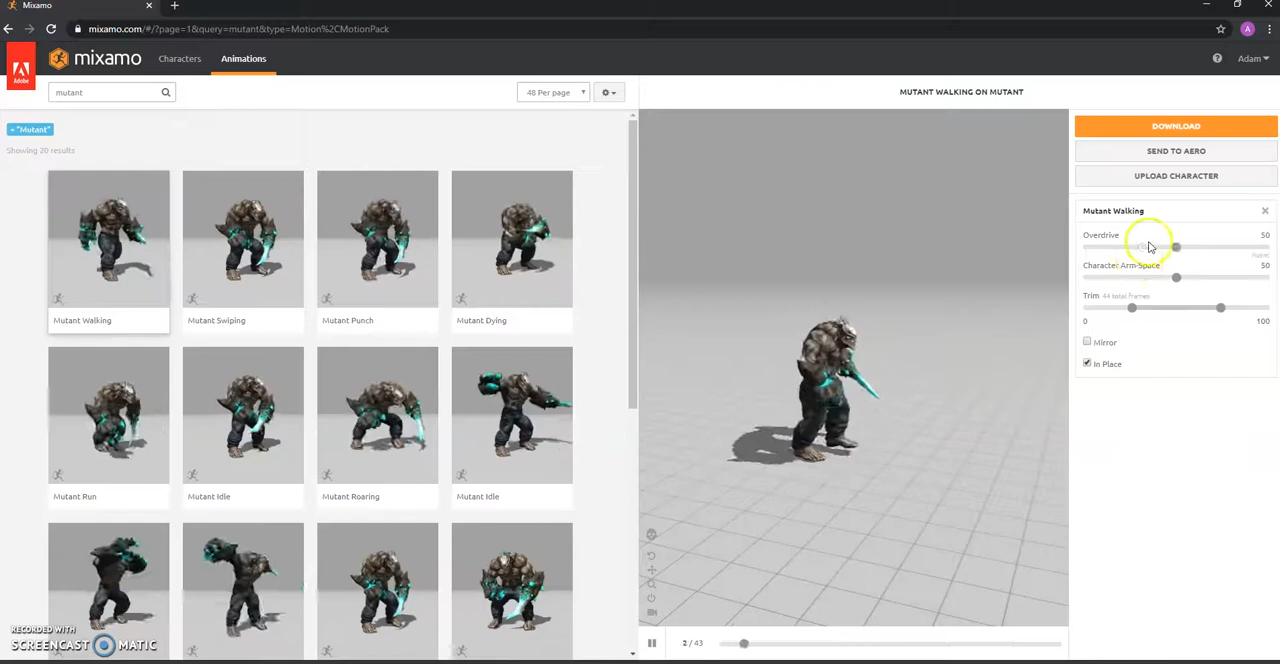 Mixamo
mixamo.com/#/?page=1&query=mutant&type=Motion%2CMotionPack
A
Adobe
mixamo
Characters
Animations
Adam
mutant
48 Per page
MUTANT WALKING ON MUTANT
"Mutant"
Showing 20 results
DOWNLOAD
SEND TO AERO
UPLOAD CHARACTER
Mutant Walking
Overdrive 50
Character Arm-Space 50
Trim 44 total frames
0 100
Mirror
In Place
Mutant Walking
Mutant Swiping
Mutant Punch
Mutant Dying
Mutant Run
Mutant Idle
Mutant Roaring
Mutant Idle
RECORDED WITH
SCREENCAST MATIC
2 / 43